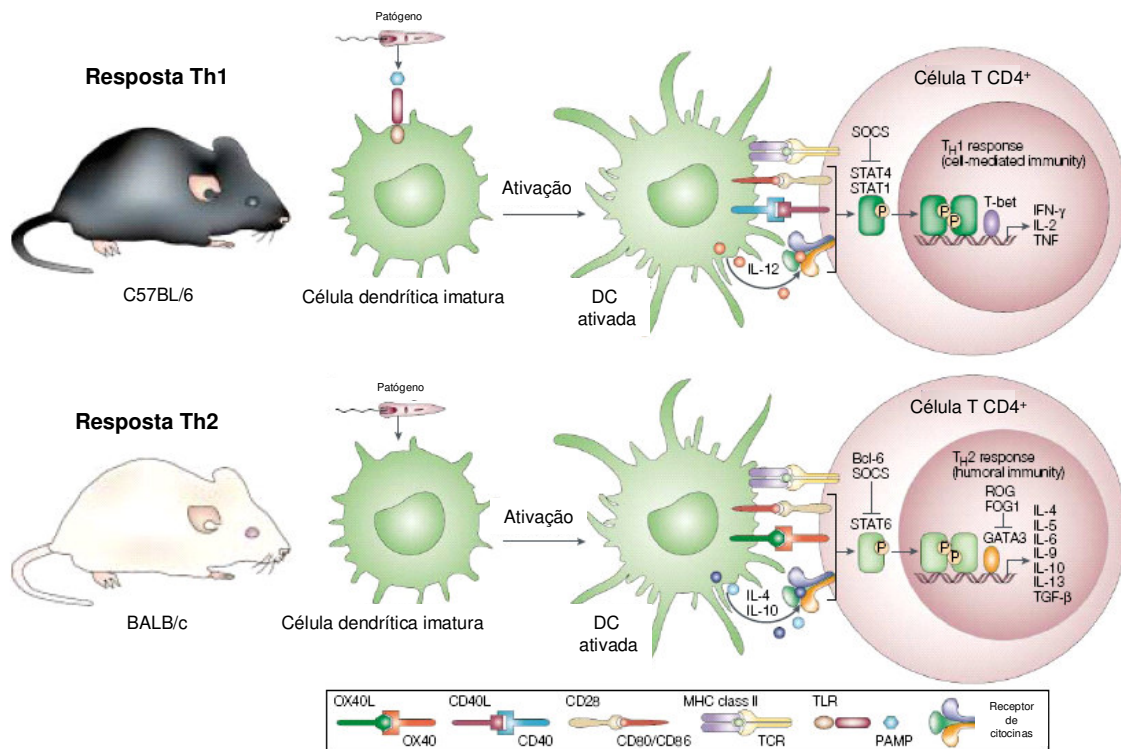 Resposta Th1
Patógeno
C57BL/6
Célula dendrítica imatura
Ativação
DC
ativada
IL-12
Célula T CD4+
SOCS
STAT4
STAT1
P
TH1 response
(cell-mediated immunity)
P
P
T-bet
IFN-γ
IL-2
TNF
Resposta Th2
Patógeno
BALB/c
Célula dendrítica imatura
Ativação
DC
ativada
IL-4
IL-10
Célula T CD4+
Bcl-6
SOCS
STAT6
P
TH2 response
(humoral immunity)
ROG
FOG1
GATA3
P
P
IL-4
IL-5
IL-6
IL-9
IL-10
IL-13
TGF-β
OX40L
OX40
CD40L
CD40
CD28
CD80/CD86
MHC class II
TCR
TLR
PAMP
Receptor
de
citocinas